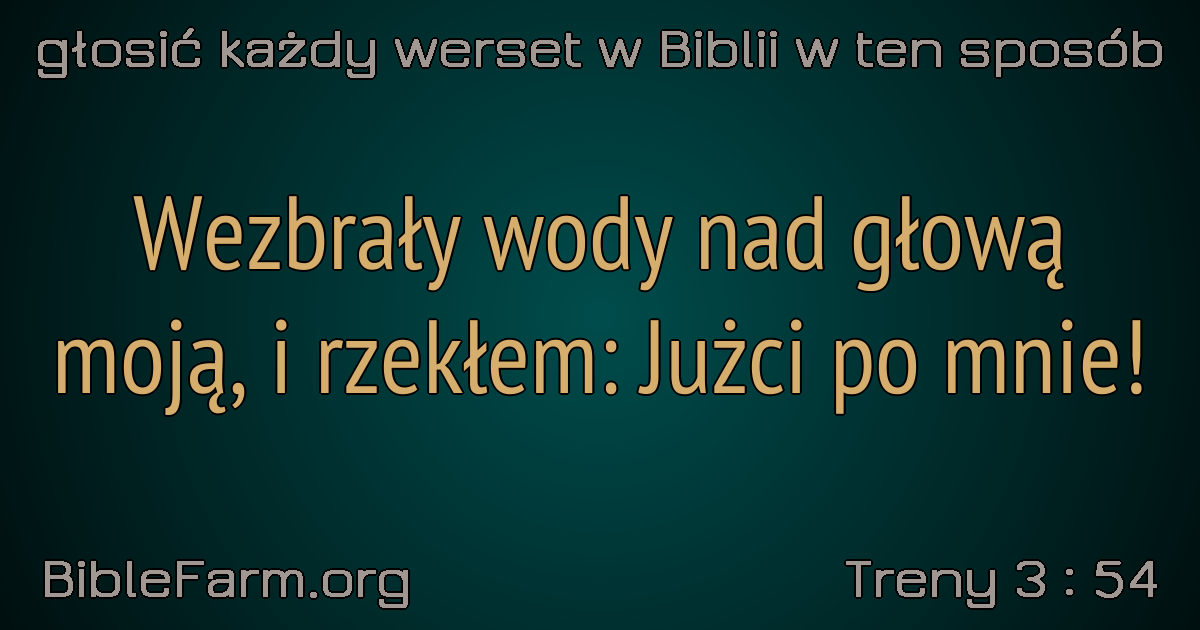 głosić każdy werset w Biblii w ten sposób
Wezbrały wody nad głową
moją, i rzekłem: Jużci po mnie!
BibleFarm.org
Treny 3 : 54